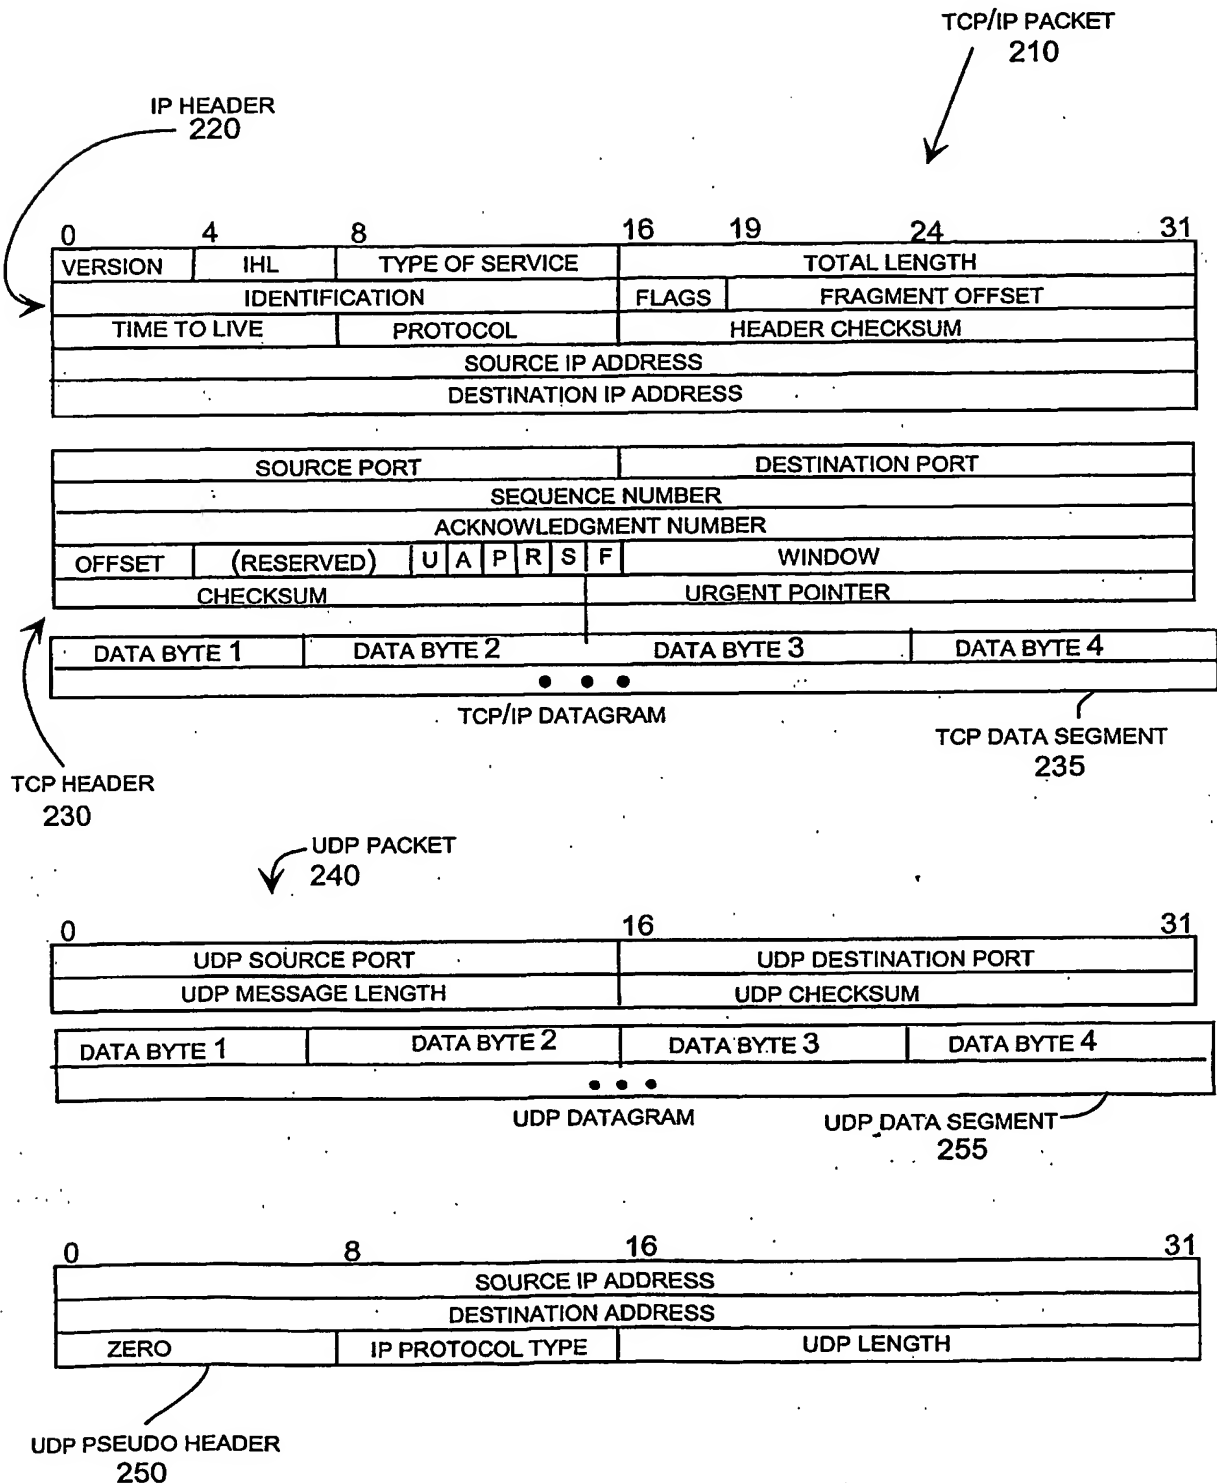 TCP/IP PACKET
210
IP HEADER
220
0 4 8 16 19 24 31
VERSION IHL TYPE OF SERVICE TOTAL LENGTH
IDENTIFICATION FLAGS FRAGMENT OFFSET
TIME TO LIVE PROTOCOL HEADER CHECKSUM
SOURCE IP ADDRESS
DESTINATION IP ADDRESS
SOURCE PORT DESTINATION PORT
SEQUENCE NUMBER
ACKNOWLEDGMENT NUMBER
OFFSET (RESERVED) U A P R S F WINDOW
CHECKSUM URGENT POINTER
DATA BYTE 1 DATA BYTE 2 DATA BYTE 3 DATA BYTE 4
• • •
TCP/IP DATAGRAM
TCP DATA SEGMENT
235
TCP HEADER
230
UDP PACKET
240
0 16 31
UDP SOURCE PORT UDP DESTINATION PORT
UDP MESSAGE LENGTH UDP CHECKSUM
DATA BYTE 1 DATA BYTE 2 DATA BYTE 3 DATA BYTE 4
• • •
UDP DATAGRAM
UDP DATA SEGMENT
255
0 8 16 31
SOURCE IP ADDRESS
DESTINATION ADDRESS
ZERO IP PROTOCOL TYPE UDP LENGTH
UDP PSEUDO HEADER
250